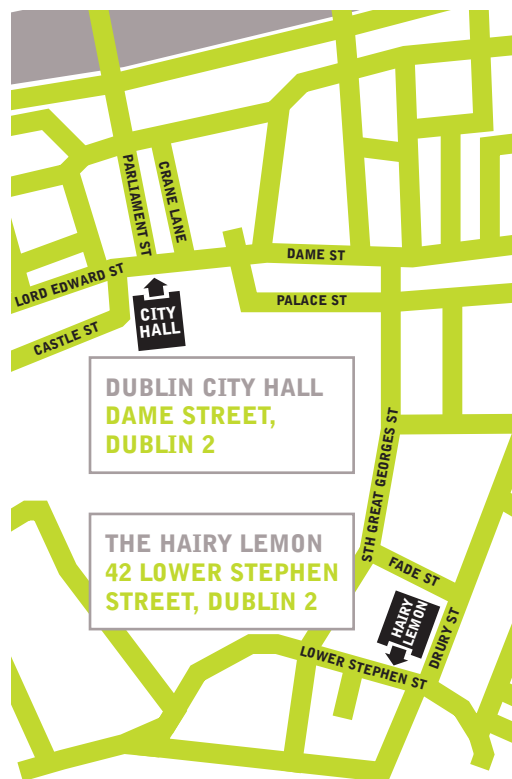 PARLIAMENT ST
CRANE LANE
LORD EDWARD ST
DAME ST
CASTLE ST
CITY
HALL
PALACE ST
DUBLIN CITY HALL
DAME STREET,
DUBLIN 2
STH GREAT GEORGES ST
THE HAIRY LEMON
42 LOWER STEPHEN
STREET, DUBLIN 2
FADE ST
HAIRY
LEMON
DRURY ST
LOWER STEPHEN ST